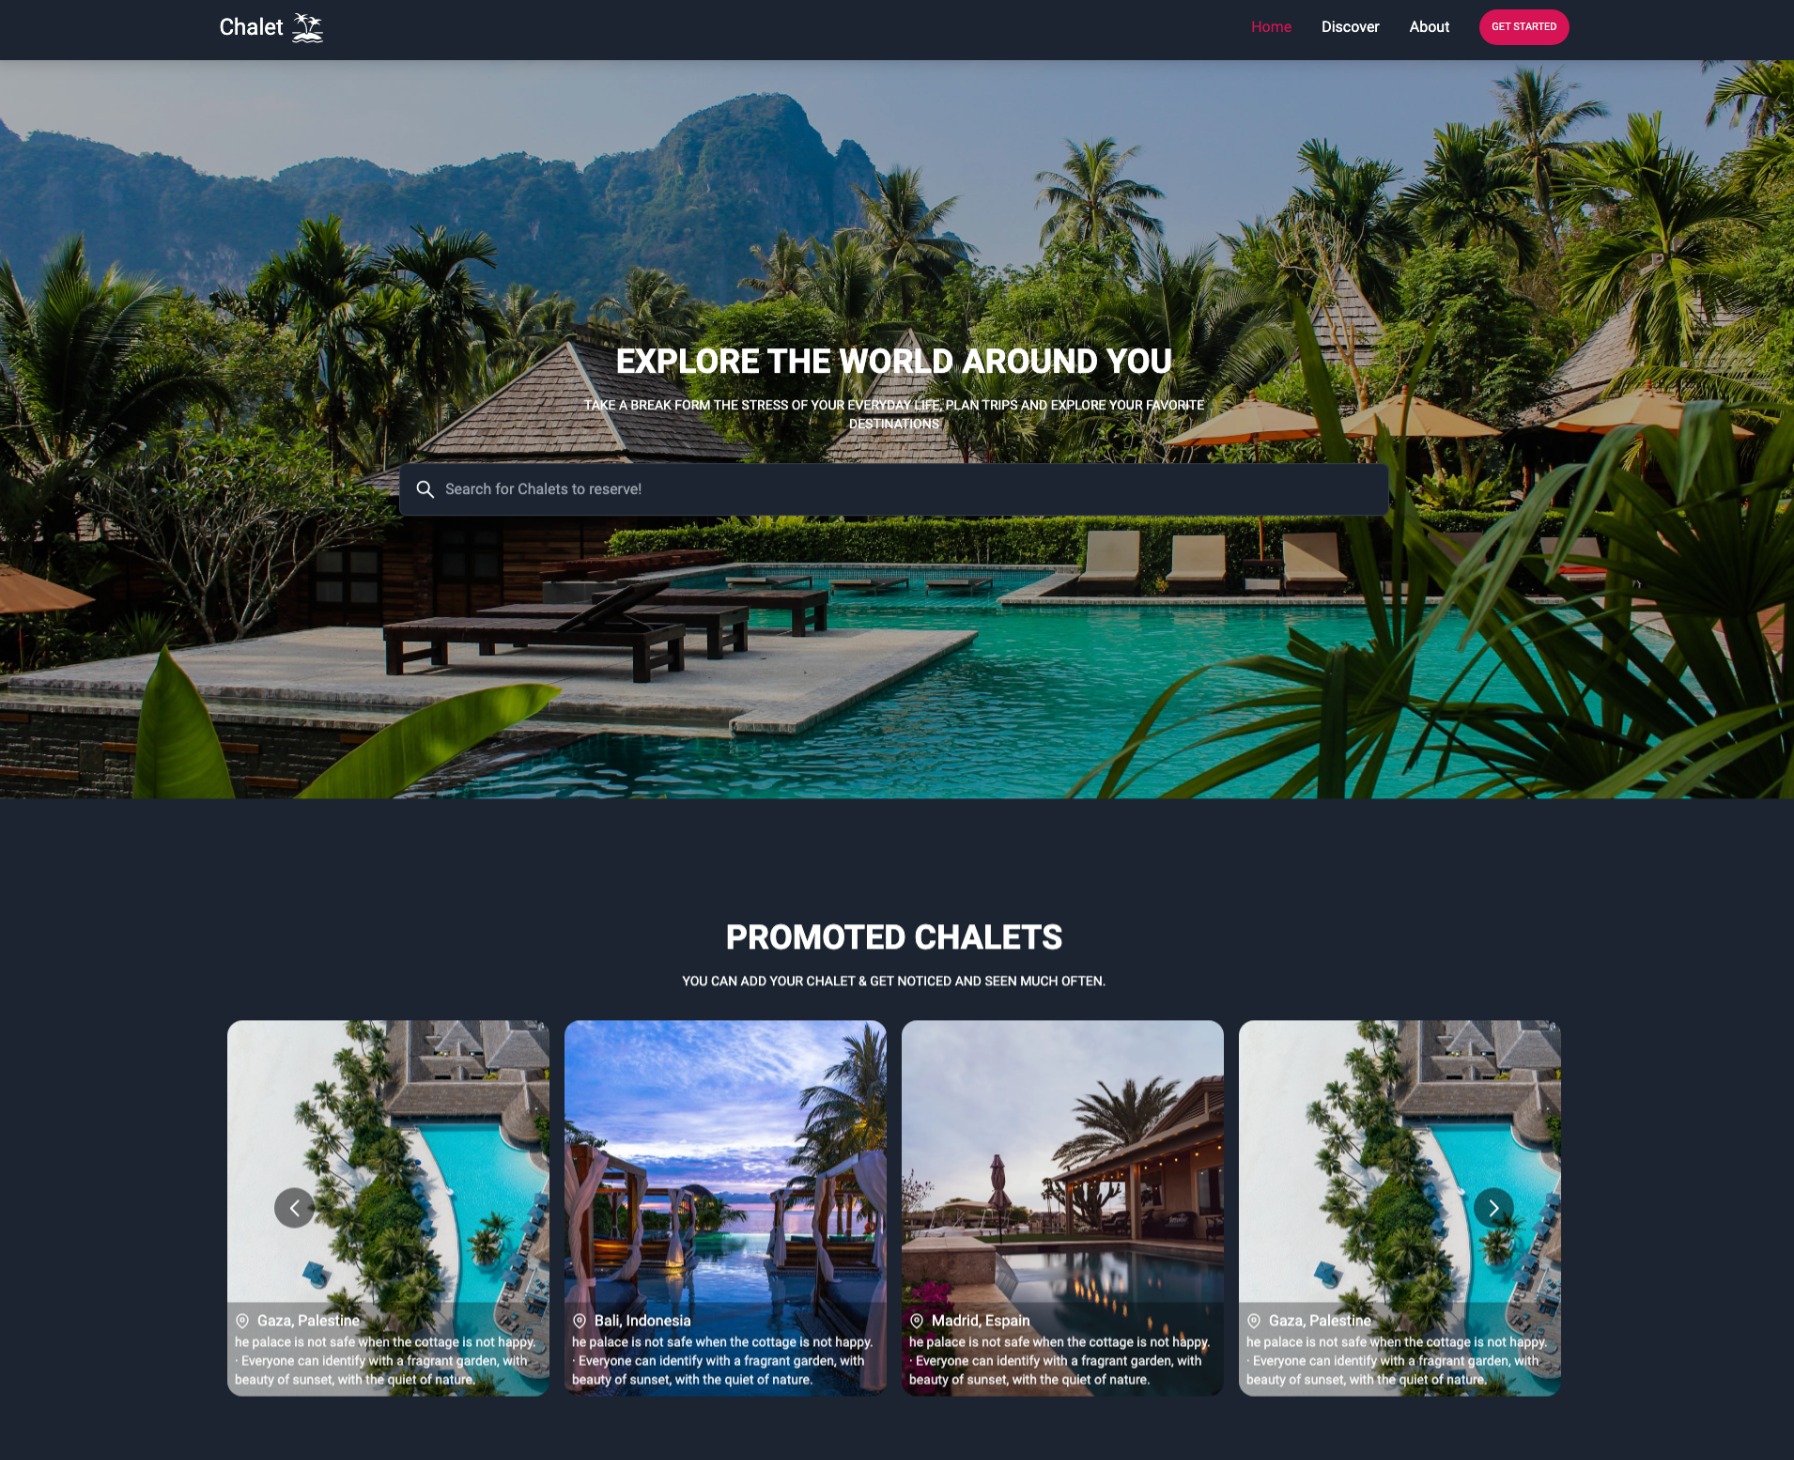 Chalet
Home
Discover
About
GET STARTED
EXPLORE THE WORLD AROUND YOU
TAKE A BREAK FORM THE STRESS OF YOUR EVERYDAY LIFE, PLAN TRIPS AND EXPLORE YOUR FAVORITE
DESTINATIONS
Search for Chalets to reserve!
PROMOTED CHALETS
YOU CAN ADD YOUR CHALET & GET NOTICED AND SEEN MUCH OFTEN.
Gaza, Palestine
he palace is not safe when the cottage is not happy.
· Everyone can identify with a fragrant garden, with
beauty of sunset, with the quiet of nature.
Bali, Indonesia
he palace is not safe when the cottage is not happy.
· Everyone can identify with a fragrant garden, with
beauty of sunset, with the quiet of nature.
Madrid, Espain
he palace is not safe when the cottage is not happy.
· Everyone can identify with a fragrant garden, with
beauty of sunset, with the quiet of nature.
Gaza, Palestine
he palace is not safe when the cottage is not happy.
· Everyone can identify with a fragrant garden, with
beauty of sunset, with the quiet of nature.